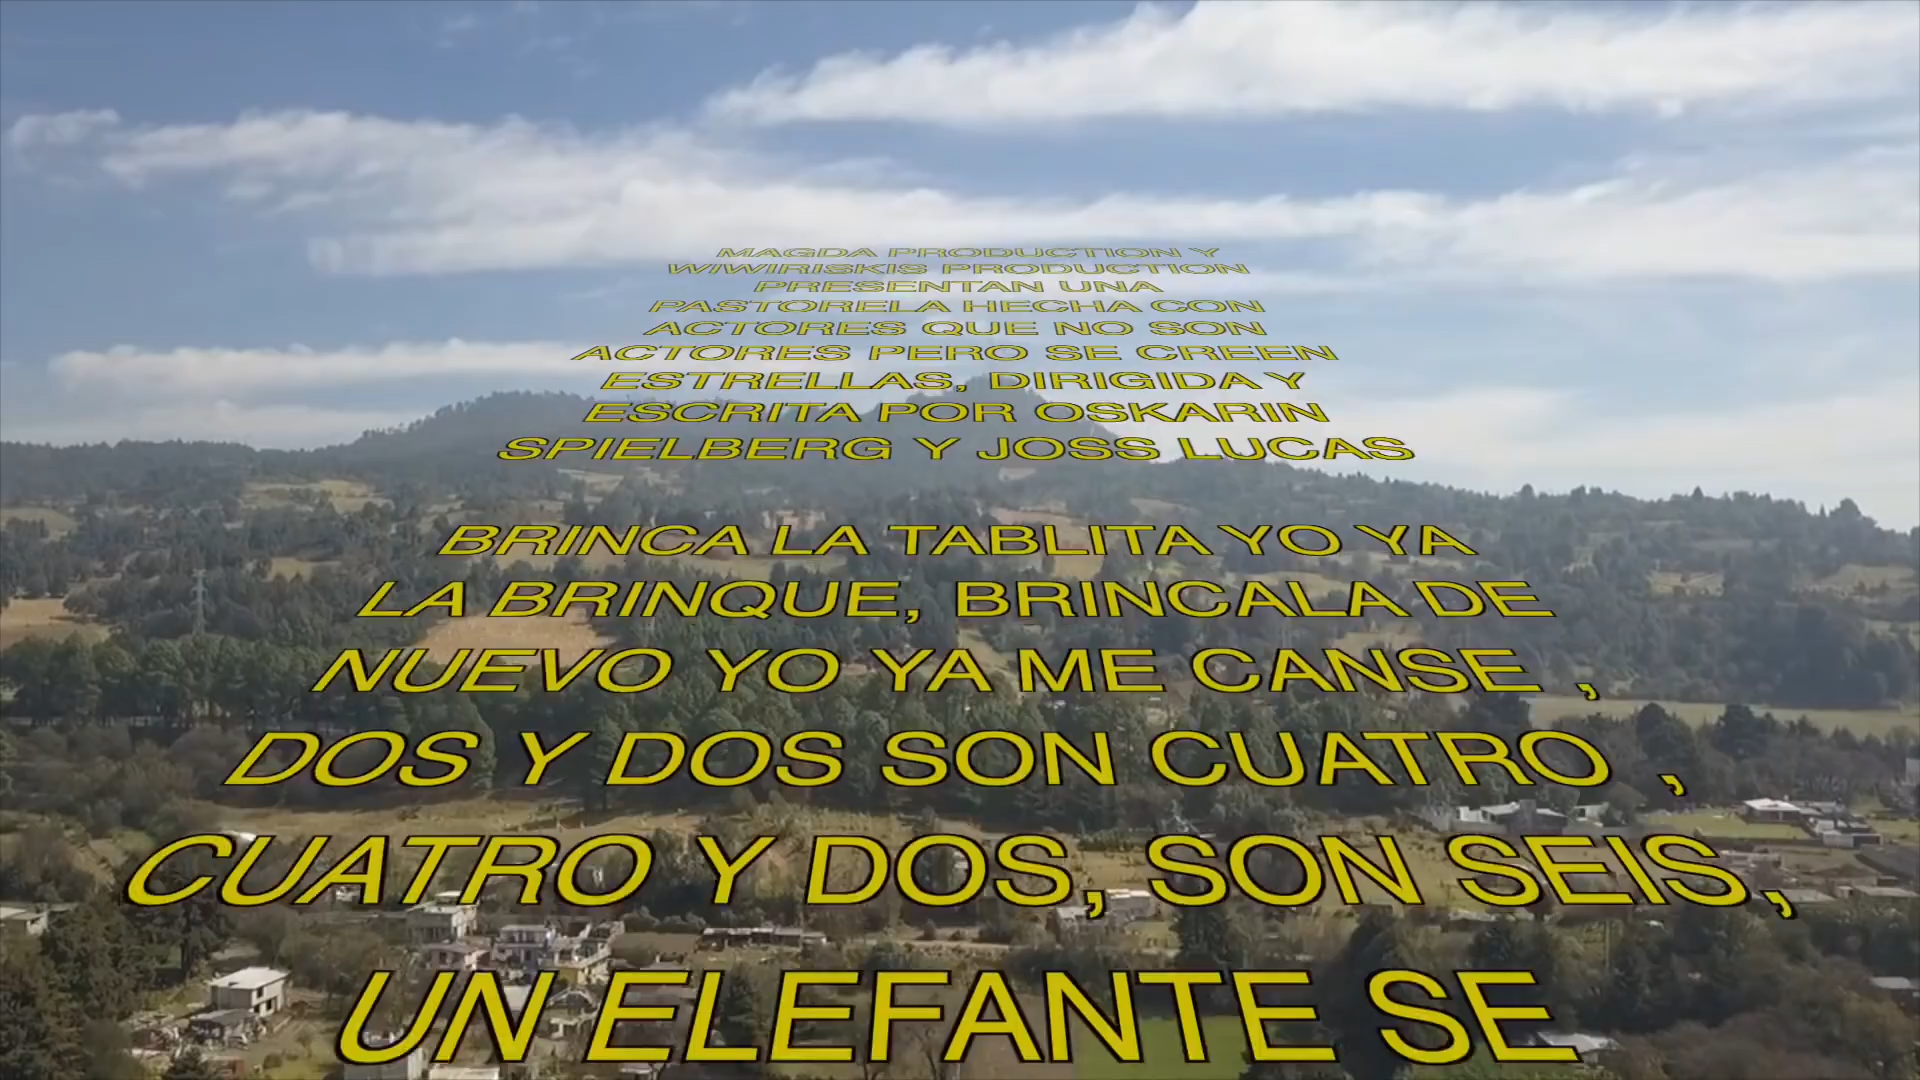 MAGDA PRODUCTION Y
WIWIRISKIS PRODUCTION
PRESENTAN UNA
PASTORELA HECHA CON
ACTORES QUE NO SON
ACTORES PERO SE CREEN
ESTRELLAS, DIRIGIDA Y
ESCRITA POR OSKARIN
SPIELBERG Y JOSS LUCAS
BRINCA LA TABLITA YO YA
LA BRINQUE, BRINCALA DE
NUEVO YO YA ME CANSE ,
DOS Y DOS SON CUATRO ,
CUATRO Y DOS, SON SEIS,
UN ELEFANTE SE